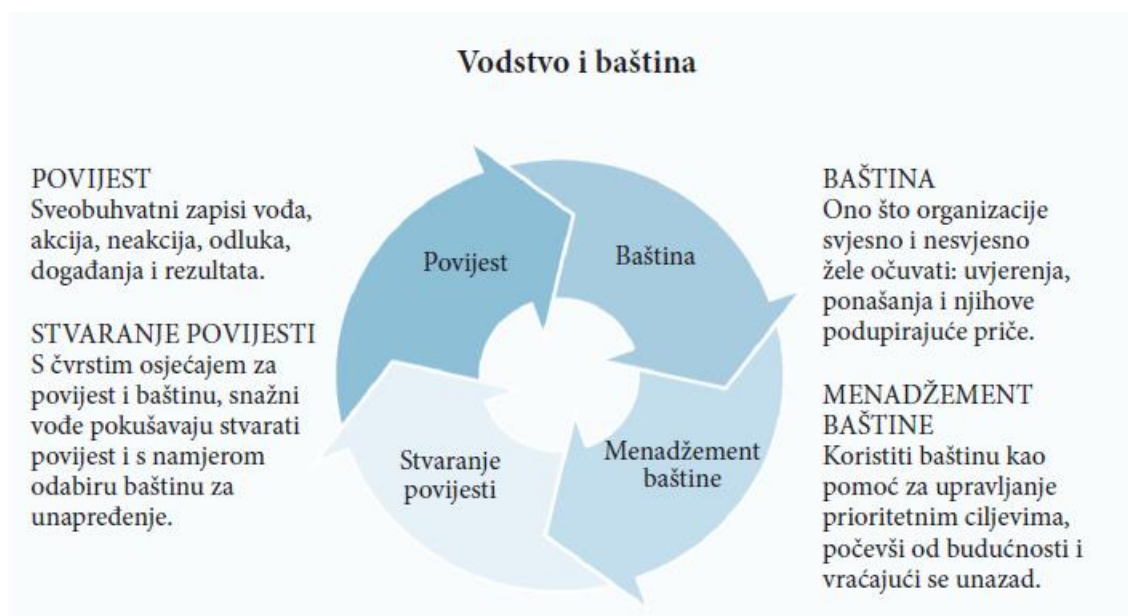 Vodstvo i baština
POVIJEST
Sveobuhvatni zapisi vođa,
akcija, neakcija, odluka,
događanja i rezultata.
STVARANJE POVIJESTI
S čvrstim osjećajem za
povijest i baštinu, snažni
vođe pokušavaju stvarati
povijest i s namjerom
odabiru baštinu za
unapređenje.
Povijest
Baština
Stvaranje
povijesti
Menadžement
baštine
BAŠTINA
Ono što organizacije
svjesno i nesvjesno
žele očuvati: uvjerenja,
ponašanja i njihove
podupirajuće priče.
MENADŽEMENT
BAŠTINE
Koristiti baštinu kao
pomoć za upravljanje
prioritetnim ciljevima,
počevši od budućnosti i
vraćajući se unazad.